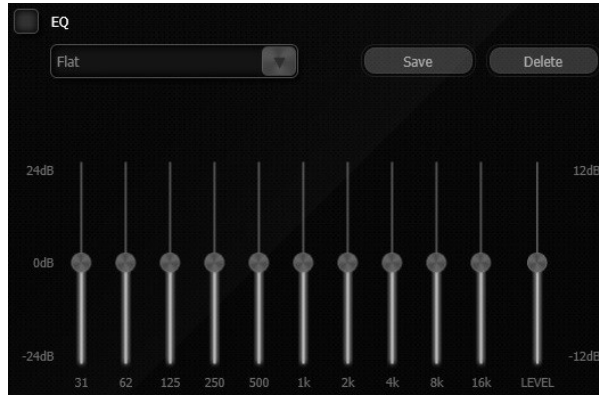 EQ
Flat
Save
Delete
24dB
12dB
0dB
-24dB
-12dB
31 62 125 250 500 1k 2k 4k 8k 16k LEVEL